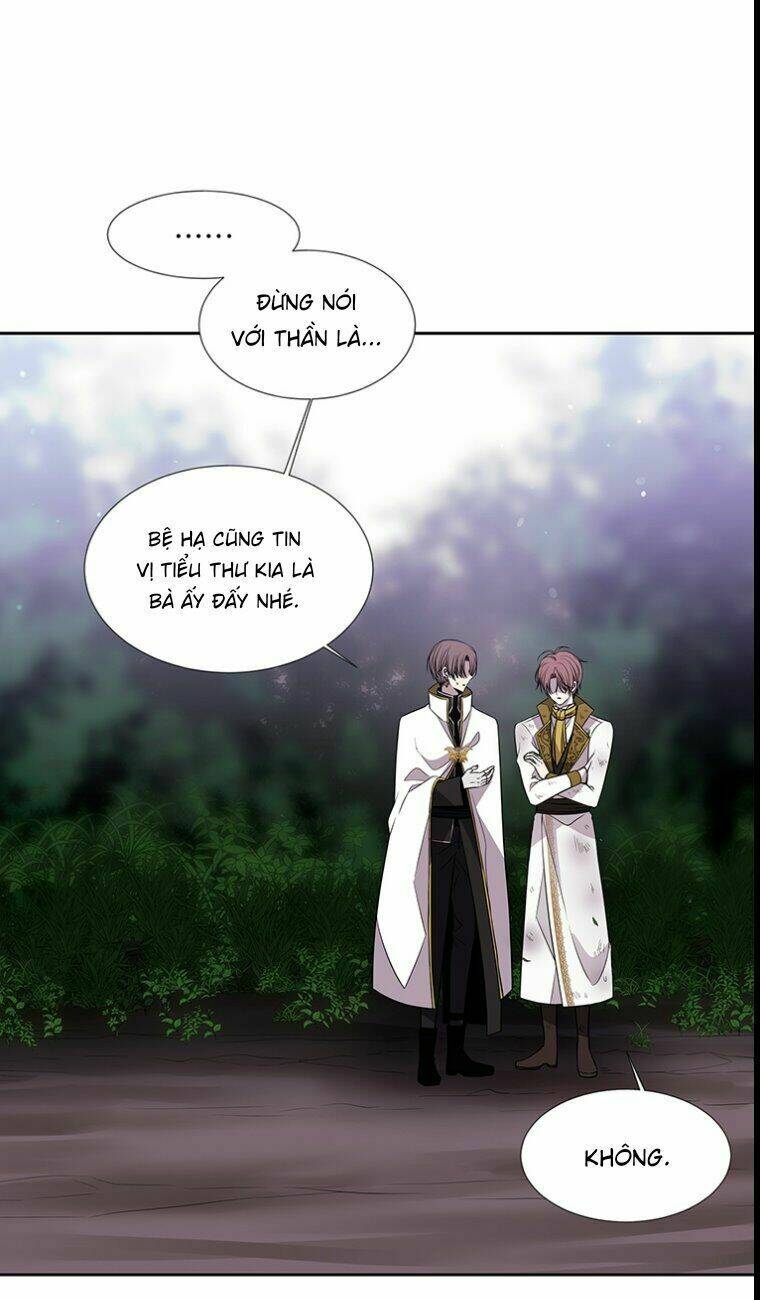 ......
ĐỪNG NÓI
VỚI THẦN LÀ...
BỆ HẠ CŨNG TIN
VỊ TIỂU THƯ KIA LÀ
BÀ ẤY ĐẤY NHÉ.
KHÔNG.